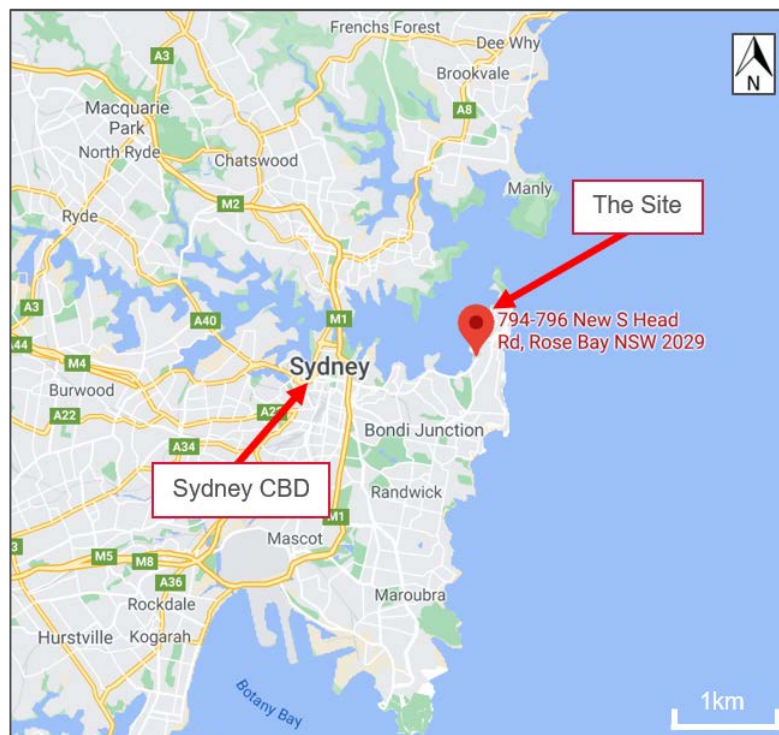 Frenchs Forest
Dee Why
A3
Brookvale
N
Macquarie
Park
A8
North Ryde
Chatswood
M2
Manly
The Site
Ryde
A3
A40
M1
794-796 New S Head
Rd, Rose Bay NSW 2029
A44
M4
Sydney
Burwood
A22
Bondi Junction
A34
Sydney CBD
Randwick
M1
Mascot
M5
M8
A36
Rockdale
Maroubra
Hurstville
Kogarah
Botany Bay
1km